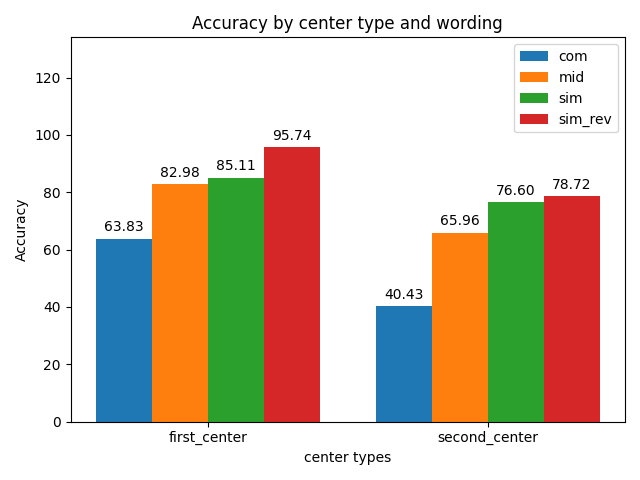 Accuracy by center type and wording
com
mid
sim
sim_rev
120
100
80
60
40
20
0
Accuracy
63.83
82.98
85.11
95.74
40.43
65.96
76.60
78.72
first_center
second_center
center types